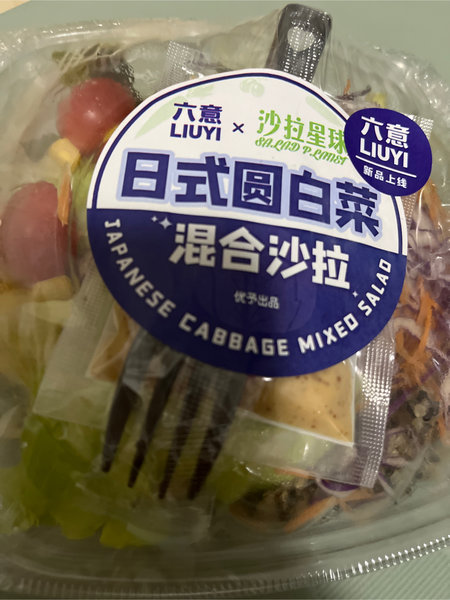 六意
LIUYI
×
沙拉星球
SALAD PLANET
六意
LIUYI
新品上线
日式圆白菜
混合沙拉
优予出品
JAPANESE CABBAGE MIXED SALAD